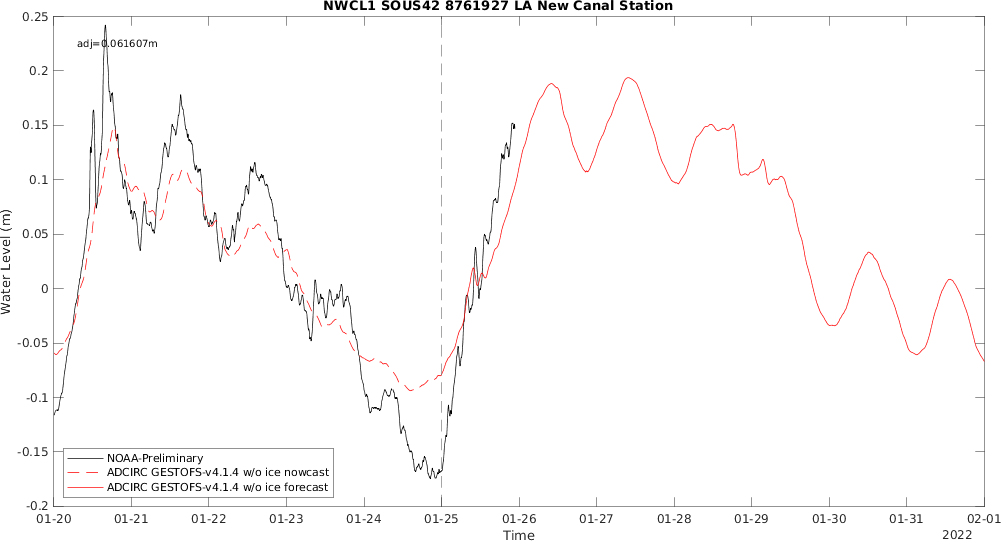 NWCL1 SOUS42 8761927 LA New Canal Station
adj=0.061607m
Water Level (m)
0.25
0.2
0.15
0.1
0.05
0
-0.05
-0.1
-0.15
-0.2
NOAA-Preliminary
ADCIRC GESTOFS-v4.1.4 w/o ice nowcast
ADCIRC GESTOFS-v4.1.4 w/o ice forecast
01-20 01-21 01-22 01-23 01-24 01-25 01-26 01-27 01-28 01-29 01-30 01-31 02-01
Time
2022